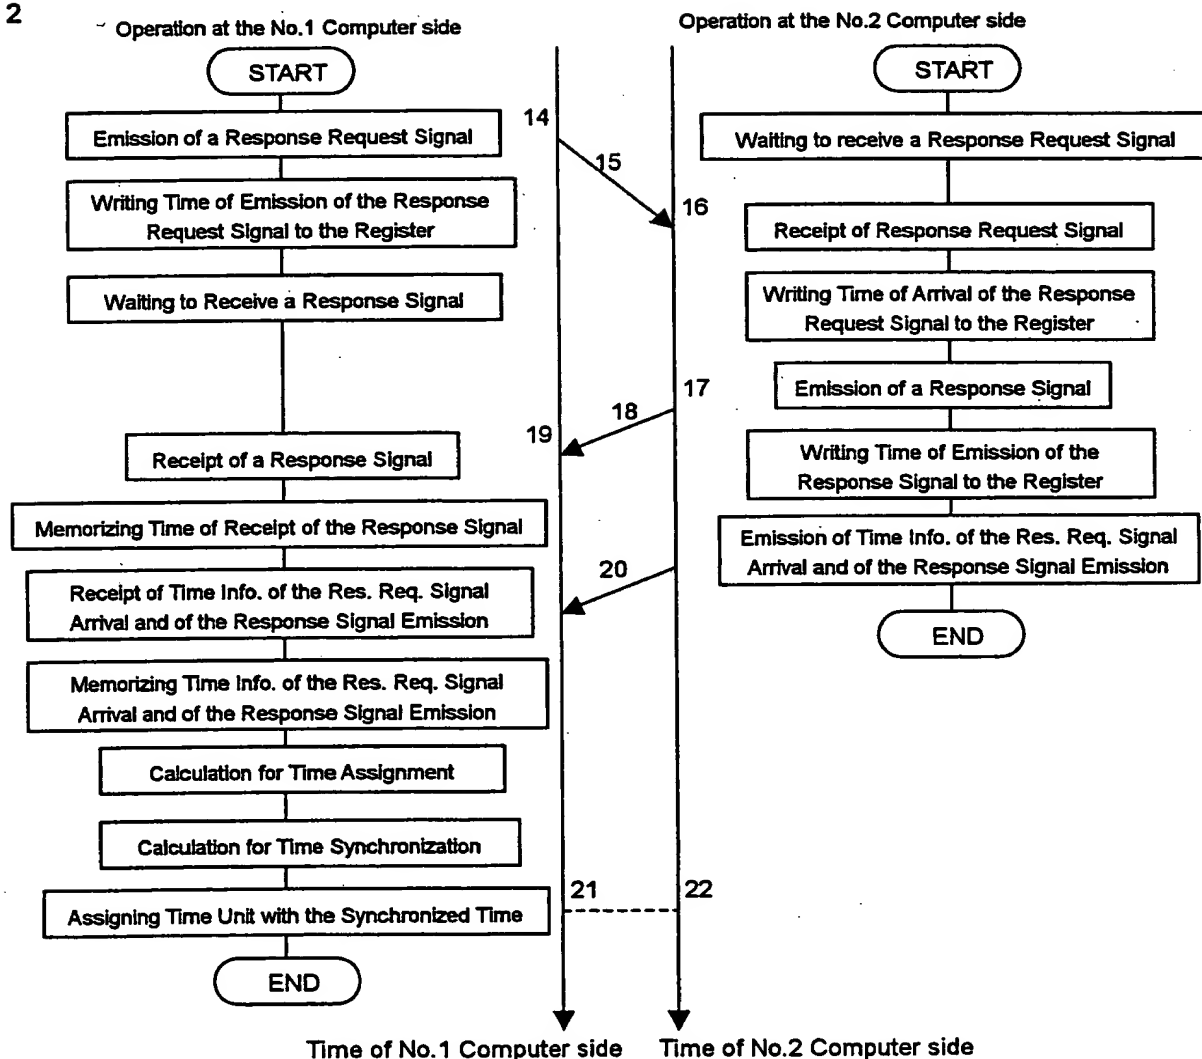 2
Operation at the No.1 Computer side
START
Emission of a Response Request Signal
Writing Time of Emission of the Response
Request Signal to the Register
Waiting to Receive a Response Signal
Receipt of a Response Signal
Memorizing Time of Receipt of the Response Signal
Receipt of Time Info. of the Res. Req. Signal
Arrival and of the Response Signal Emission
Memorizing Time Info. of the Res. Req. Signal
Arrival and of the Response Signal Emission
Calculation for Time Assignment
Calculation for Time Synchronization
Assigning Time Unit with the Synchronized Time
END
14
15
16
17
18
19
20
21
22
Time of No.1 Computer side
Time of No.2 Computer side
Operation at the No.2 Computer side
START
Waiting to receive a Response Request Signal
Receipt of Response Request Signal
Writing Time of Arrival of the Response
Request Signal to the Register
Emission of a Response Signal
Writing Time of Emission of the
Response Signal to the Register
Emission of Time Info. of the Res. Req. Signal
Arrival and of the Response Signal Emission
END